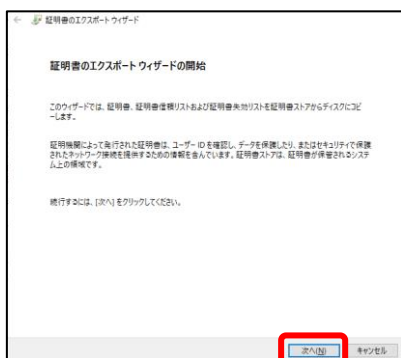 証明書のエクスポート ウィザード
証明書のエクスポート ウィザードの開始
このウィザードでは、証明書、証明書信頼リストおよび証明書失効リストを証明書ストアからディスクにコピ
ーします。
証明機関によって発行された証明書は、ユーザー ID を確認し、データを保護したり、またはセキュリティで保護
されたネットワーク接続を提供するための情報を含んでいます。証明書ストアは、証明書が保管されるシステ
ム上の領域です。
続行するには、[次へ] をクリックしてください。
次へ(N) キャンセル